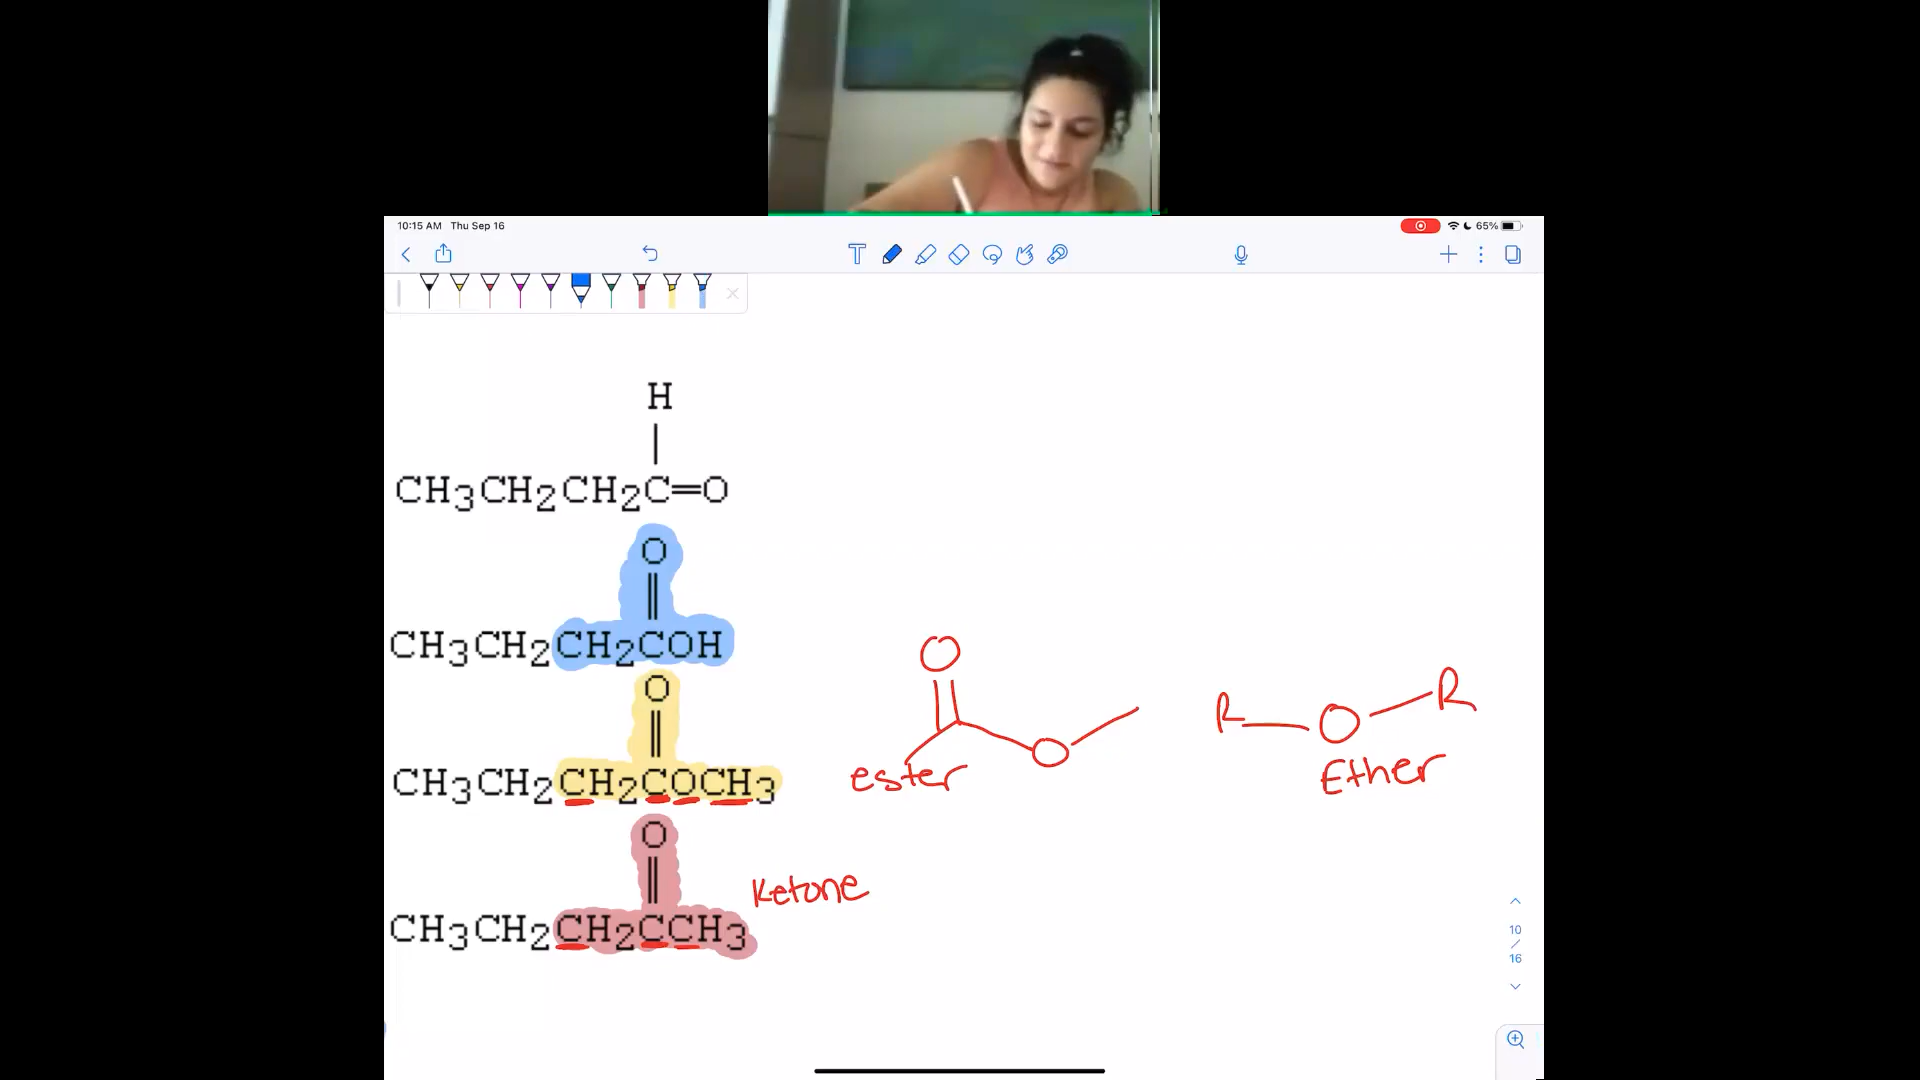 10:15 AM Thu Sep 16
65%
T
H
CH3CH2CH2C=O
O
CH3CH2CH2COH
O
CH3CH2CH2COCH3
O
O
ester
R O R
Ether
O
Ketone
CH3CH2CH2CCH3
10
/
16